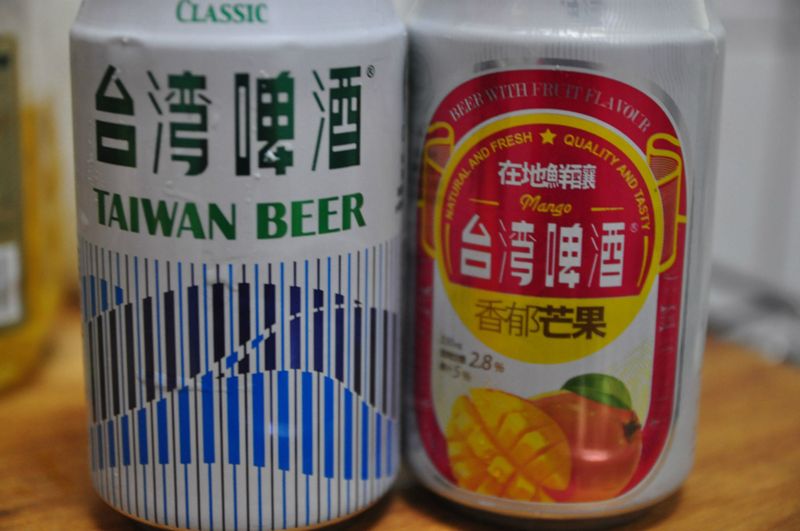 CLASSIC
台湾啤酒®
TAIWAN BEER
BEER WITH FRUIT FLAVOUR
NATURAL AND FRESH ★ QUALITY AND TASTY
在地鮮釀
Mango
台湾啤酒®
香郁芒果
2.8%
5%